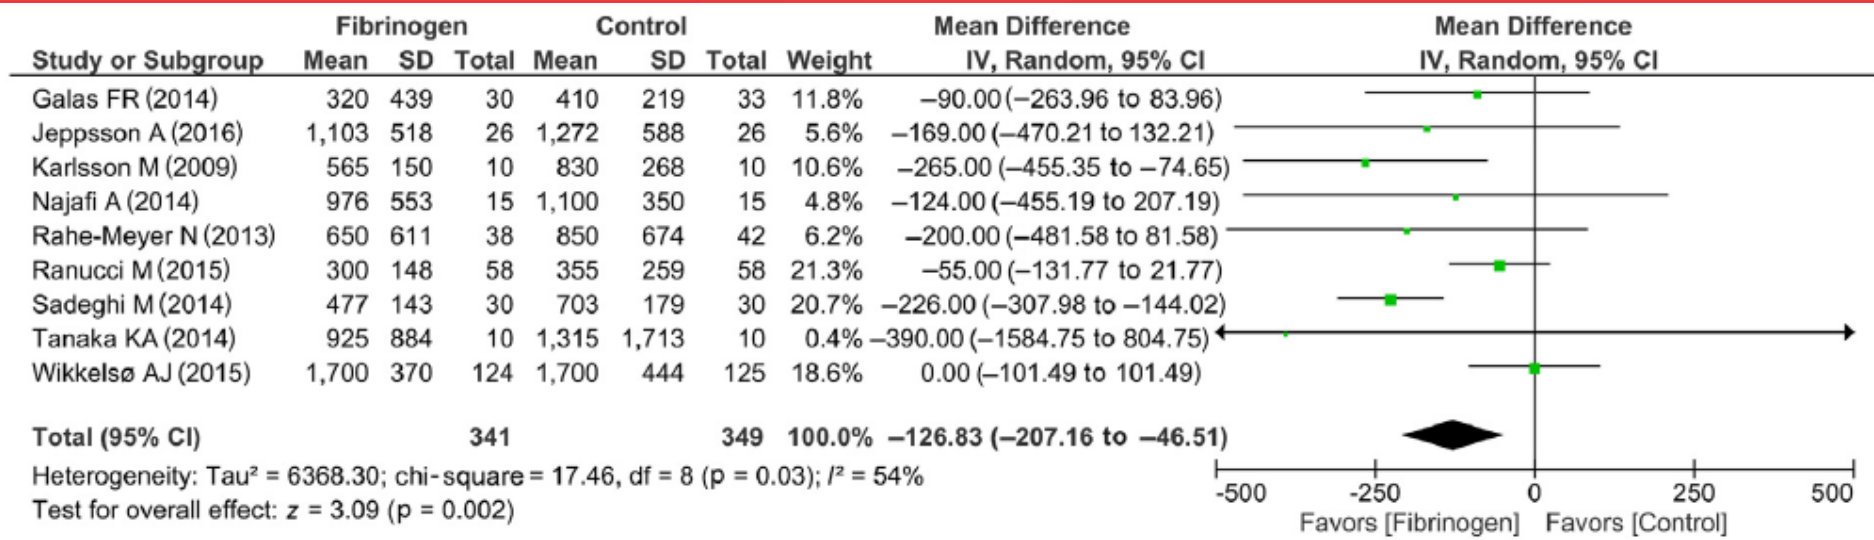 Fibrinogen Control Mean Difference Mean Difference
Study or Subgroup Mean SD Total Mean SD Total Weight IV, Random, 95% CI IV, Random, 95% CI
Galas FR (2014) 320 439 30 410 219 33 11.8% −90.00 (−263.96 to 83.96)
Jeppsson A (2016) 1,103 518 26 1,272 588 26 5.6% −169.00 (−470.21 to 132.21)
Karlsson M (2009) 565 150 10 830 268 10 10.6% −265.00 (−455.35 to −74.65)
Najafi A (2014) 976 553 15 1,100 350 15 4.8% −124.00 (−455.19 to 207.19)
Rahe-Meyer N (2013) 650 611 38 850 674 42 6.2% −200.00 (−481.58 to 81.58)
Ranucci M (2015) 300 148 58 355 259 58 21.3% −55.00 (−131.77 to 21.77)
Sadeghi M (2014) 477 143 30 703 179 30 20.7% −226.00 (−307.98 to −144.02)
Tanaka KA (2014) 925 884 10 1,315 1,713 10 0.4% −390.00 (−1584.75 to 804.75)
Wikkelsø AJ (2015) 1,700 370 124 1,700 444 125 18.6% 0.00 (−101.49 to 101.49)
Total (95% CI) 341 349 100.0% −126.83 (−207.16 to −46.51)
Heterogeneity: Tau² = 6368.30; chi-square = 17.46, df = 8 (p = 0.03); I² = 54%
Test for overall effect: z = 3.09 (p = 0.002)
-500 -250 0 250 500
Favors [Fibrinogen] Favors [Control]